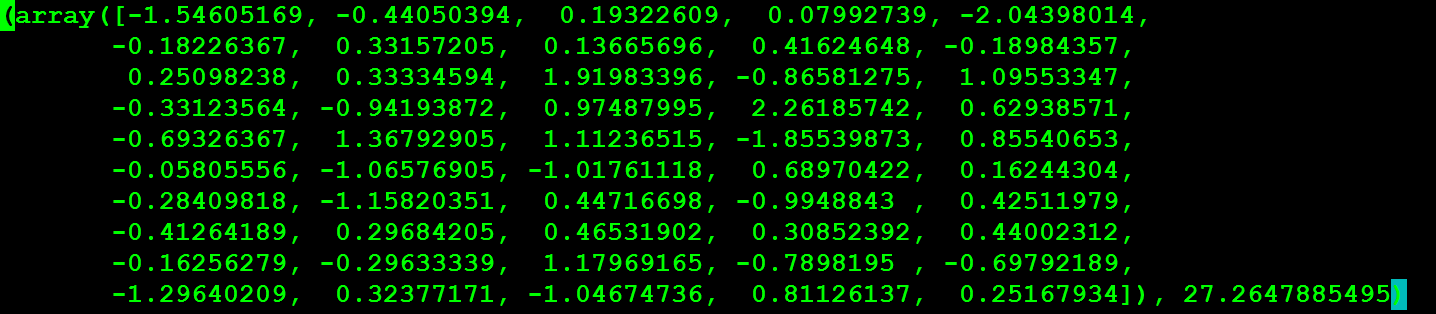 (array([-1.54605169, -0.44050394,  0.19322609,  0.07992739, -2.04398014,
       -0.18226367,  0.33157205,  0.13665696,  0.41624648, -0.18984357,
        0.25098238,  0.33334594,  1.91983396, -0.86581275,  1.09553347,
       -0.33123564, -0.94193872,  0.97487995,  2.26185742,  0.62938571,
       -0.69326367,  1.36792905,  1.11236515, -1.85539873,  0.85540653,
       -0.05805556, -1.06576905, -1.01761118,  0.68970422,  0.16244304,
       -0.28409818, -1.15820351,  0.44716698, -0.9948843 ,  0.42511979,
       -0.41264189,  0.29684205,  0.46531902,  0.30852392,  0.44002312,
       -0.16256279, -0.29633339,  1.17969165, -0.7898195 , -0.69792189,
       -1.29640209,  0.32377171, -1.04674736,  0.81126137,  0.25167934]), 27.2647885495)